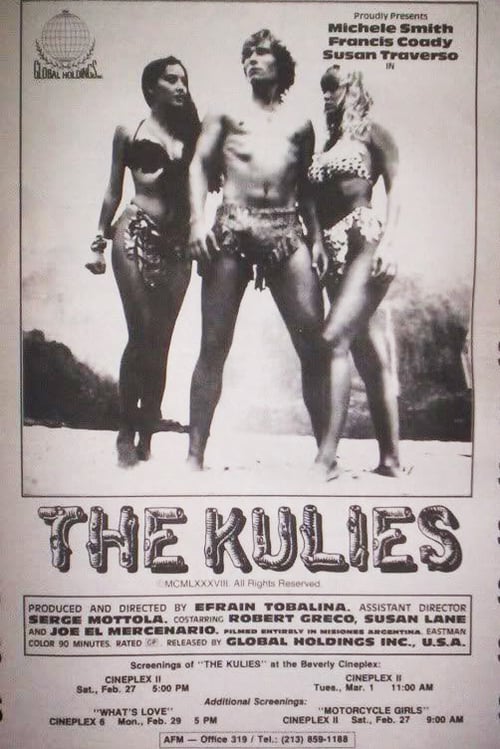 GLOBAL HOLDINGS INC.
Proudly Presents
Michele Smith
Francis Coady
Susan Traverso
IN
THE KULIES
©MCMLXXXVIII. All Rights Reserved.
PRODUCED AND DIRECTED BY EFRAIN TOBALINA. ASSISTANT DIRECTOR
SERGE MOTTOLA. COSTARRING ROBERT GRECO, SUSAN LANE
AND JOE EL MERCENARIO. FILMED ENTIRELY IN MISIONES ARGENTINA. EASTMAN
COLOR 90 MINUTES. RATED GP RELEASED BY GLOBAL HOLDINGS INC., U.S.A.
Screenings of "THE KULIES" at the Beverly Cineplex:
CINEPLEX II CINEPLEX II
Sat., Feb. 27 5:00 PM Tues., Mar. 1 11:00 AM
Additional Screenings:
"WHAT'S LOVE" "MOTORCYCLE GIRLS"
CINEPLEX 6 Mon., Feb. 29 5 PM CINEPLEX II Sat., Feb. 27 9:00 AM
AFM — Office 319 / Tel.: (213) 859-1188